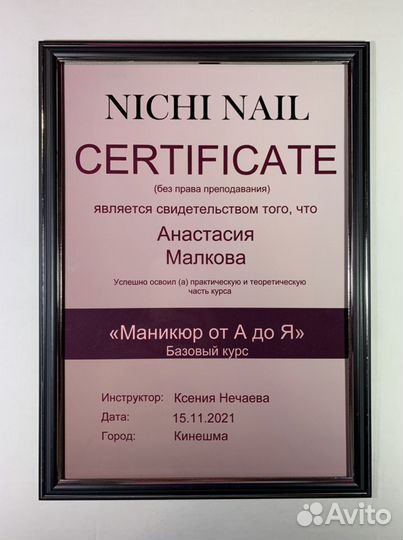 NICHI NAIL
CERTIFICATE
(без права преподавания)
является свидетельством того, что
Анастасия
Малкова
Успешно освоил (а) практическую и теоретическую
часть курса
«Маникюр от А до Я»
Базовый курс
Инструктор: Ксения Нечаева
Дата: 15.11.2021
Город: Кинешма
Avito